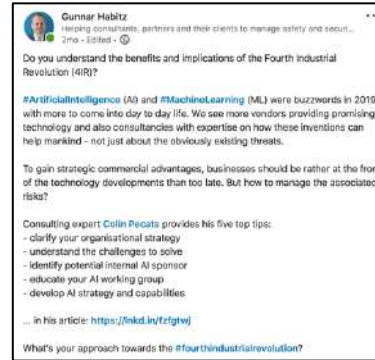 Gunnar Habitz
Helping consultants, partners and their clients to manage safety and securi...
2mo • Edited •
Do you understand the benefits and implications of the Fourth Industrial
Revolution (4IR)?
#ArtificialIntelligence (AI) and #MachineLearning (ML) were buzzwords in 2019
with more to come into day to day life. We see more vendors providing promising
technology and also consultancies with expertise on how these inventions can
help mankind - not just about the obviously existing threats.
To gain strategic commercial advantages, businesses should be rather at the front
of the technology developments than too late. But how to manage the associated
risks?
Consulting expert Colin Pecats provides his five top tips:
- clarify your organisational strategy
- understand the challenges to solve
- identify potential internal AI sponsor
- educate your AI working group
- develop AI strategy and capabilities
... in his article: https://lnkd.in/fzfgtwj
What's your approach towards the #fourthindustrialrevolution?